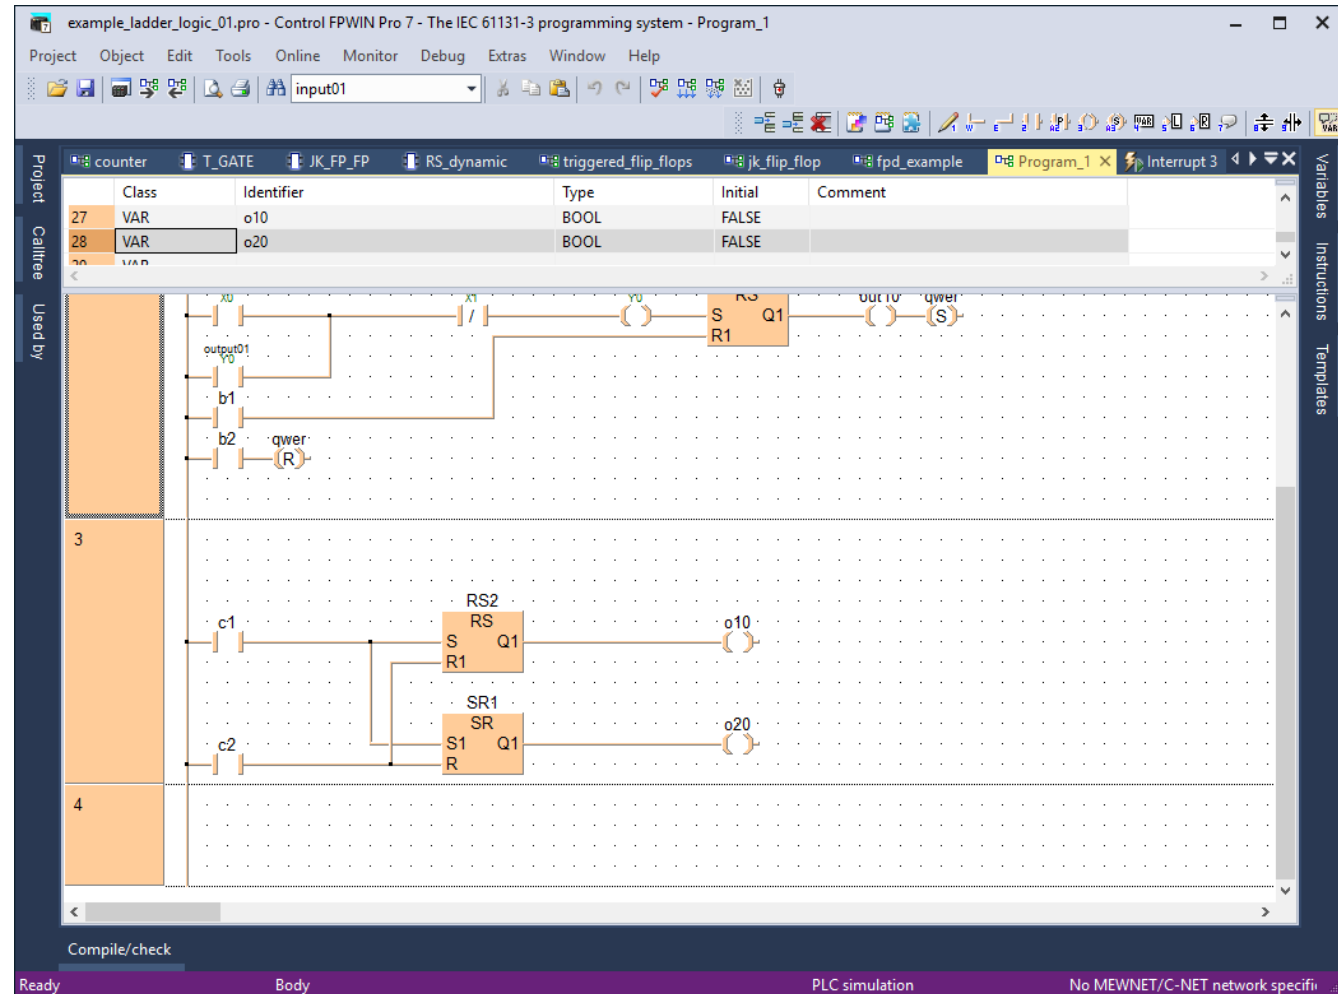 example_ladder_logic_01.pro - Control FPWIN Pro 7 - The IEC 61131-3 programming system - Program_1
Project Object Edit Tools Online Monitor Debug Extras Window Help
input01
counter T_GATE JK_FP_FP RS_dynamic triggered_flip_flops jk_flip_flop fpd_example Program_1 Interrupt 3
Project
Calltree
Used by
Variables
Instructions
Templates
Class Identifier Type Initial Comment
27 VAR o10 BOOL FALSE
28 VAR o20 BOOL FALSE
29 VAR
X0 X1 Y0 RS out10 qwer
/ S Q1 S
R1
output01
Y0
b1
b2 qwer
R
3
RS2
c1 RS o10
S Q1
R1
SR1
SR o20
c2 S1 Q1
R
4
Compile/check
Ready Body PLC simulation No MEWNET/C-NET network specifi